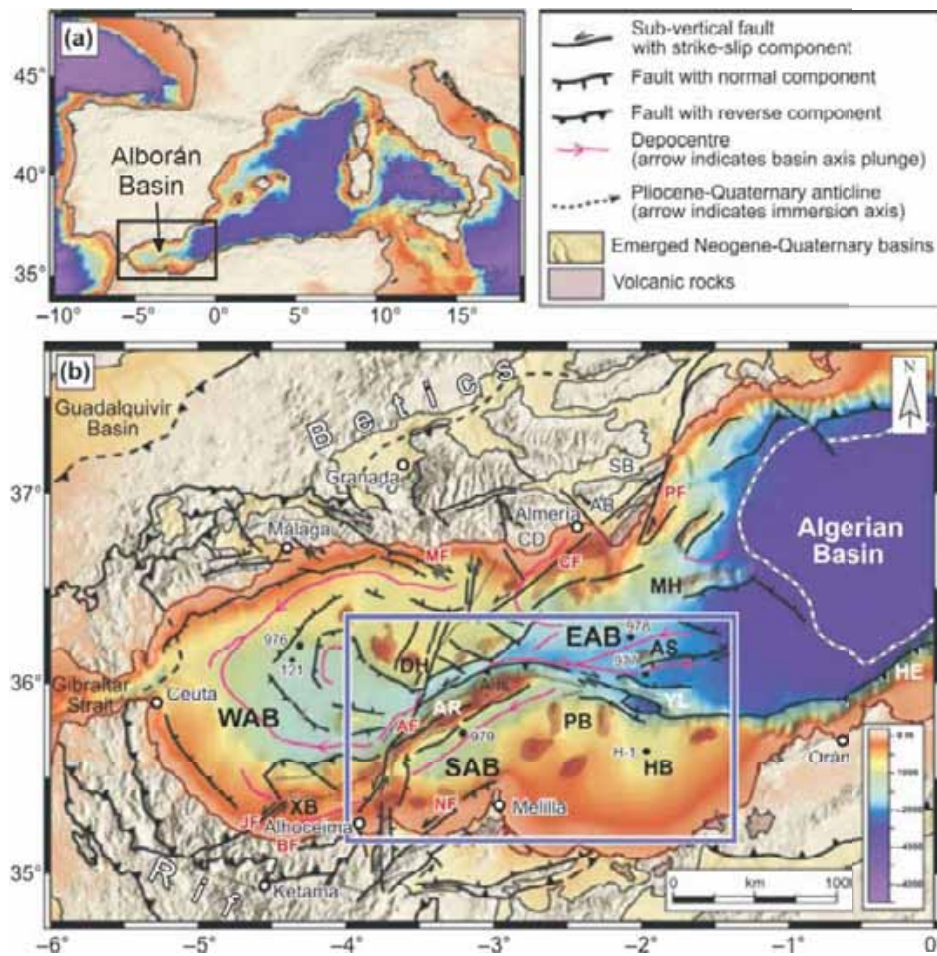 (a)
45°
40°
35°
−10°
−5°
0°
5°
10°
15°
Alborán
Basin
Sub-vertical fault
with strike-slip component
Fault with normal component
Fault with reverse component
Depocentre
(arrow indicates basin axis plunge)
Pliocene-Quaternary anticline
(arrow indicates immersion axis)
Emerged Neogene-Quaternary basins
Volcanic rocks
(b)
N
Guadalquivir
Basin
Betics
Granada
SB
37°
Almería
AB
PF
CD
Málaga
MF
CF
Algerian
Basin
MH
976
121
EAB
978
DH
977
AS
36°
Gibraltar
Strait
Ceuta
HE
WAB
AR
YL
AF
979
PB
Oran
SAB
H-1
HB
XB
NF
Melilla
JF
Alhoceima
BF
35°
Rif
Ketama
0
km
100
0 m
−6°
−5°
−4°
−3°
−2°
−1°
0